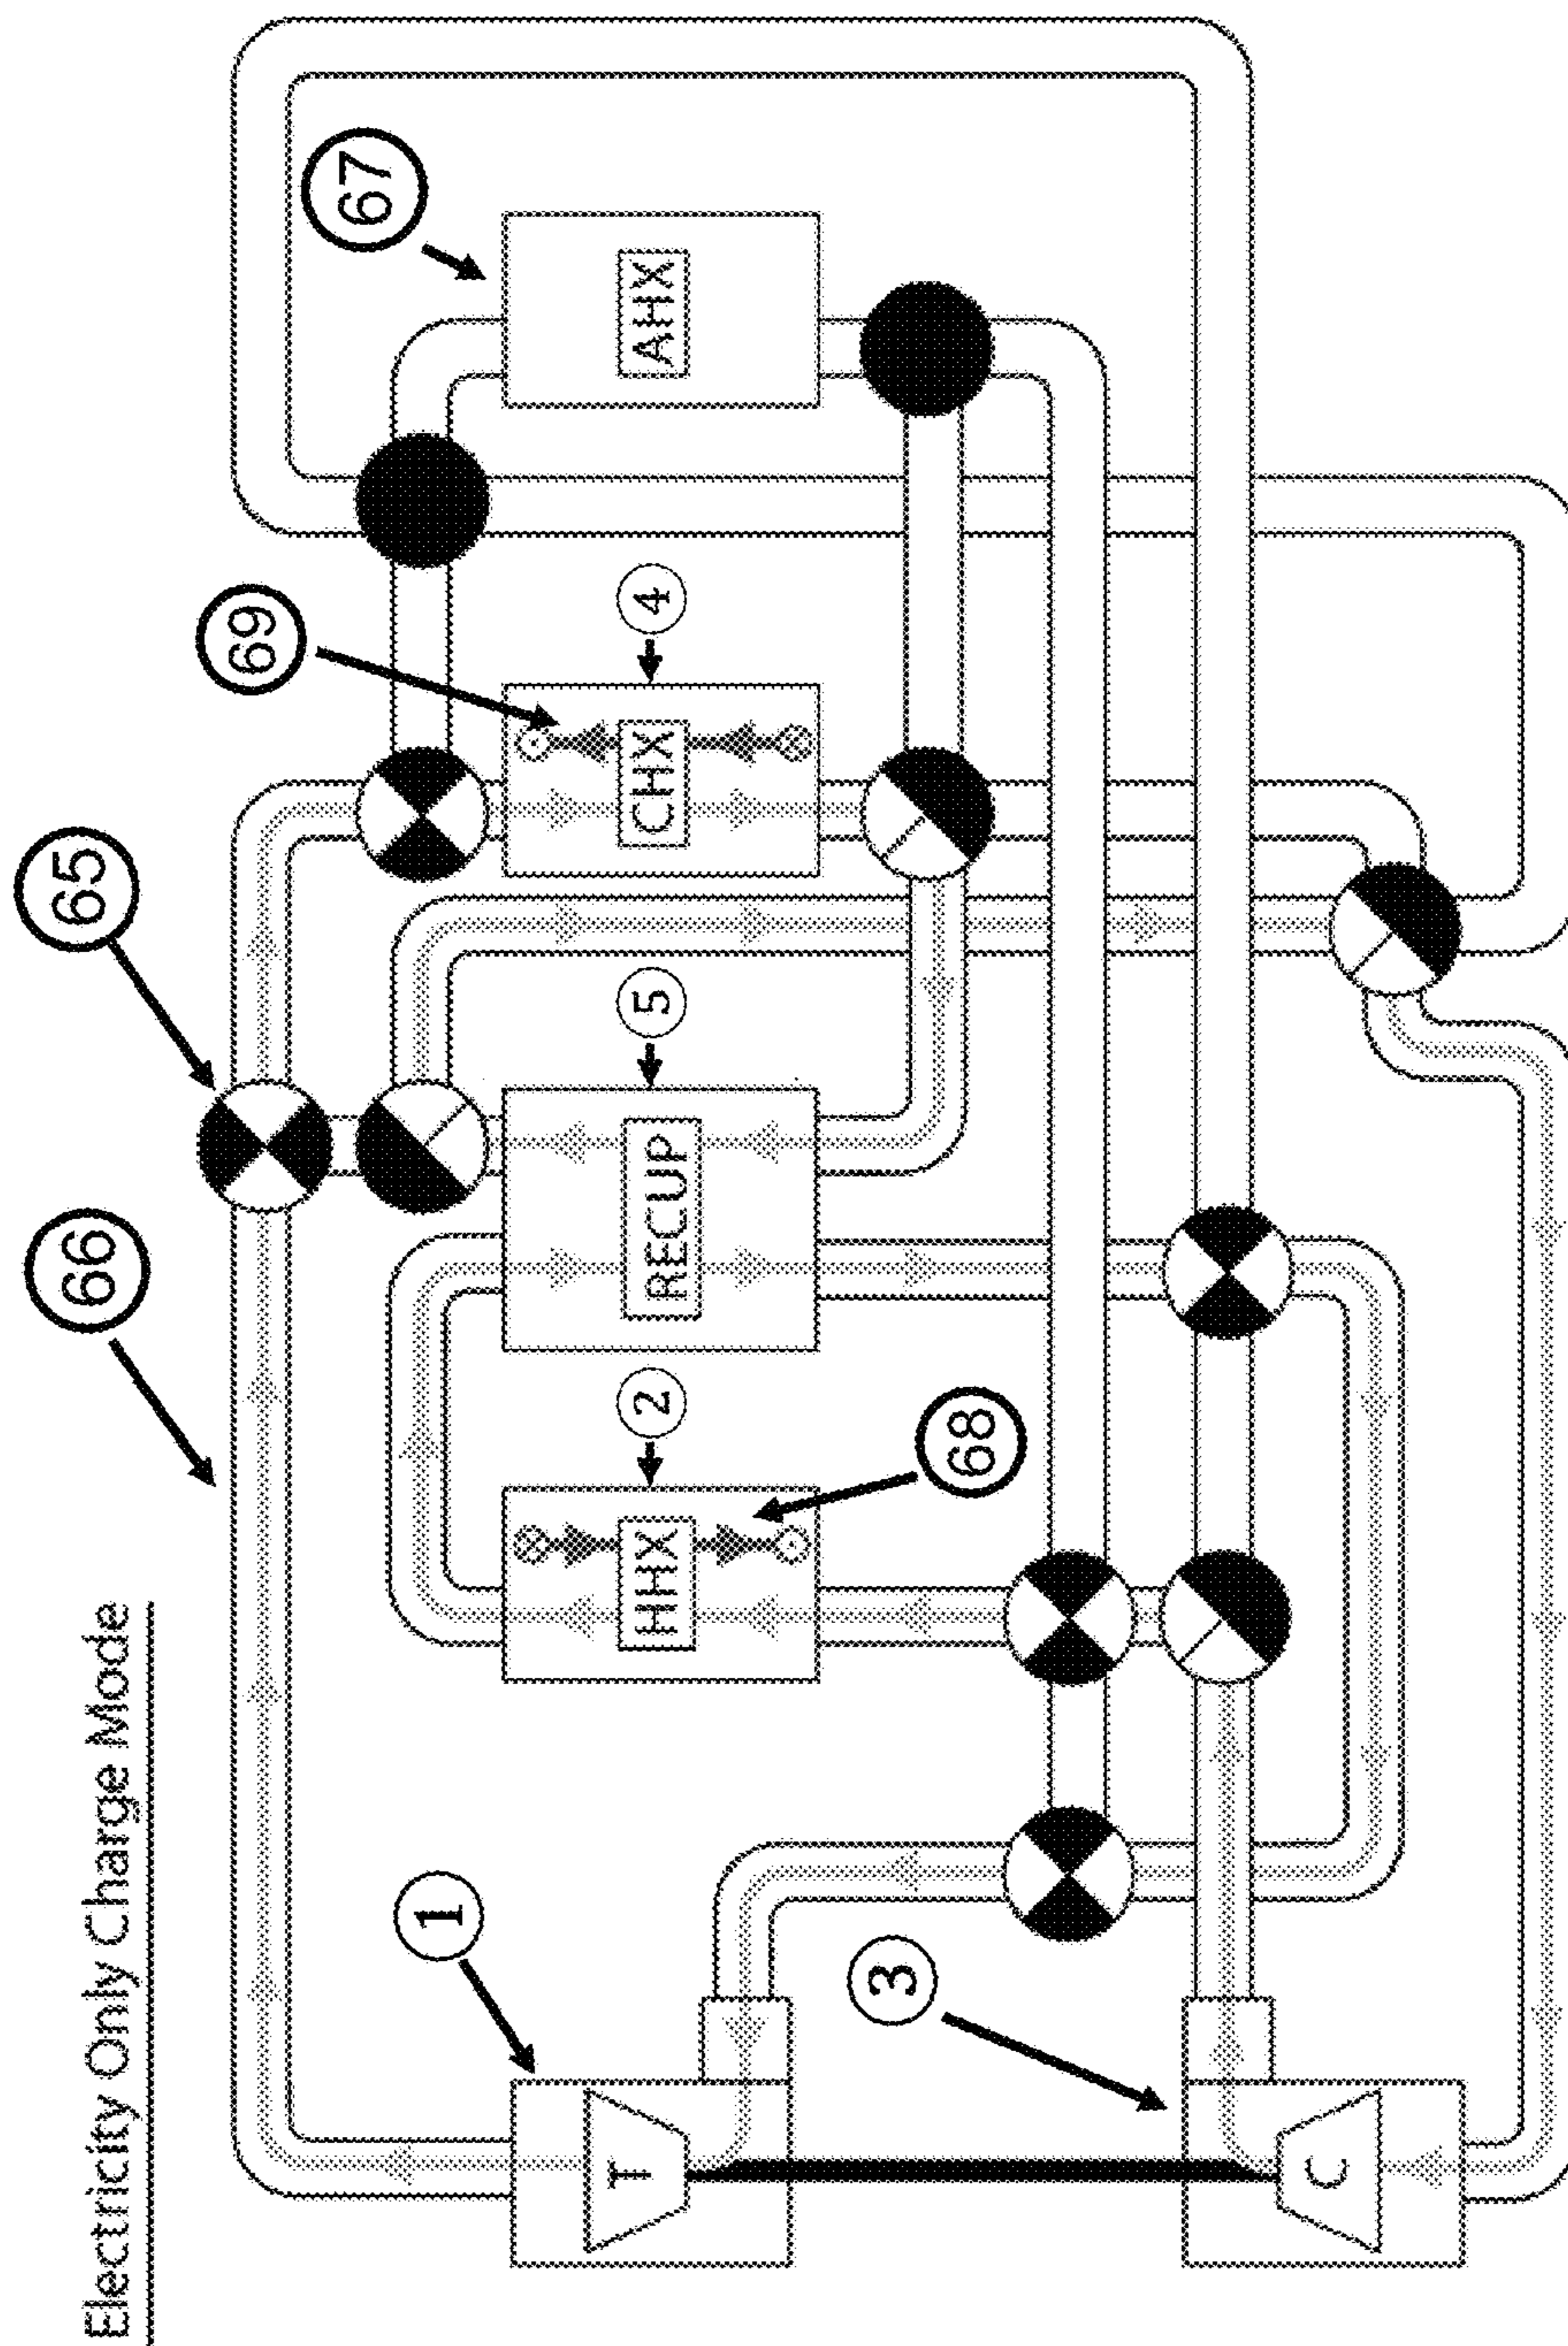 Electricity Only Charge Mode
66
65
69
67
1
T
2
HHX
5
RECUP
4
CHX
AHX
3
68
C